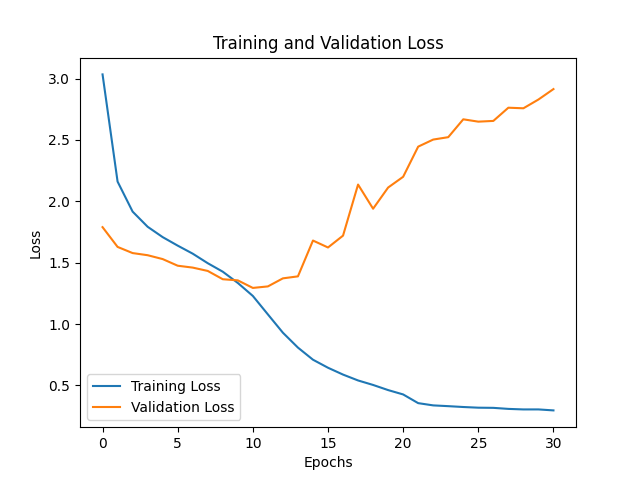 Training and Validation Loss
Loss
3.0
2.5
2.0
1.5
1.0
0.5
Training Loss
Validation Loss
0 5 10 15 20 25 30
Epochs